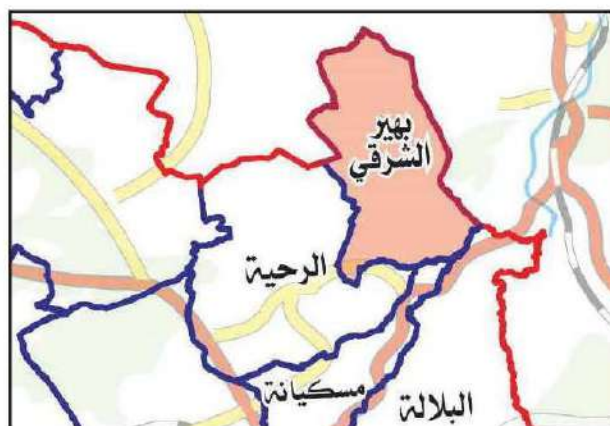 بهير
الشرقي
الرحية
مسكيانة
البلالة